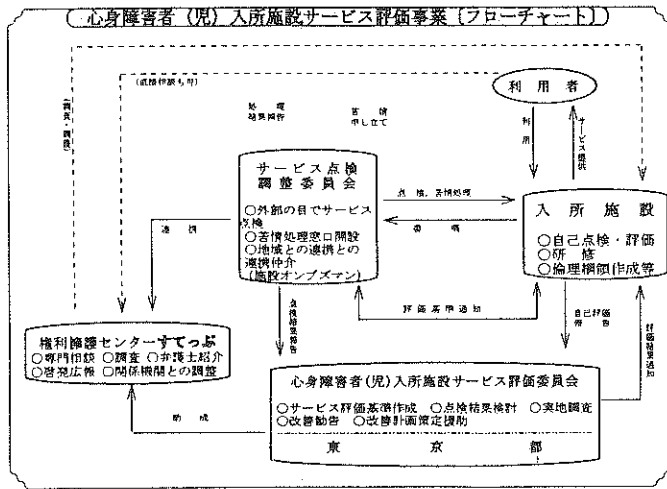 心身障害者（児）入所施設サービス評価事業〔フローチャート〕
（直接相談も可）
（調査・調整）
処理
結果報告
苦情
申し立て
利用者
利用
サービス提供
サービス点検
調整委員会
○外部の目でサービス
点検
○苦情処理窓口開設
○地域との連携との
連携仲介
（施設オンブズマン）
点検、苦情処理
委嘱
入所施設
○自己点検・評価
○研修
○倫理綱領作成等
連携
評価基準通知
点検結果報告
自己評価
報告
評価結果通知
権利擁護センターすてっぷ
○専門相談 ○調査 ○弁護士紹介
○啓発広報 ○関係機関との調整
助成
心身障害者（児）入所施設サービス評価委員会
○サービス評価基準作成 ○点検結果検討 ○実地調査
○改善勧告 ○改善計画策定援助
東京都